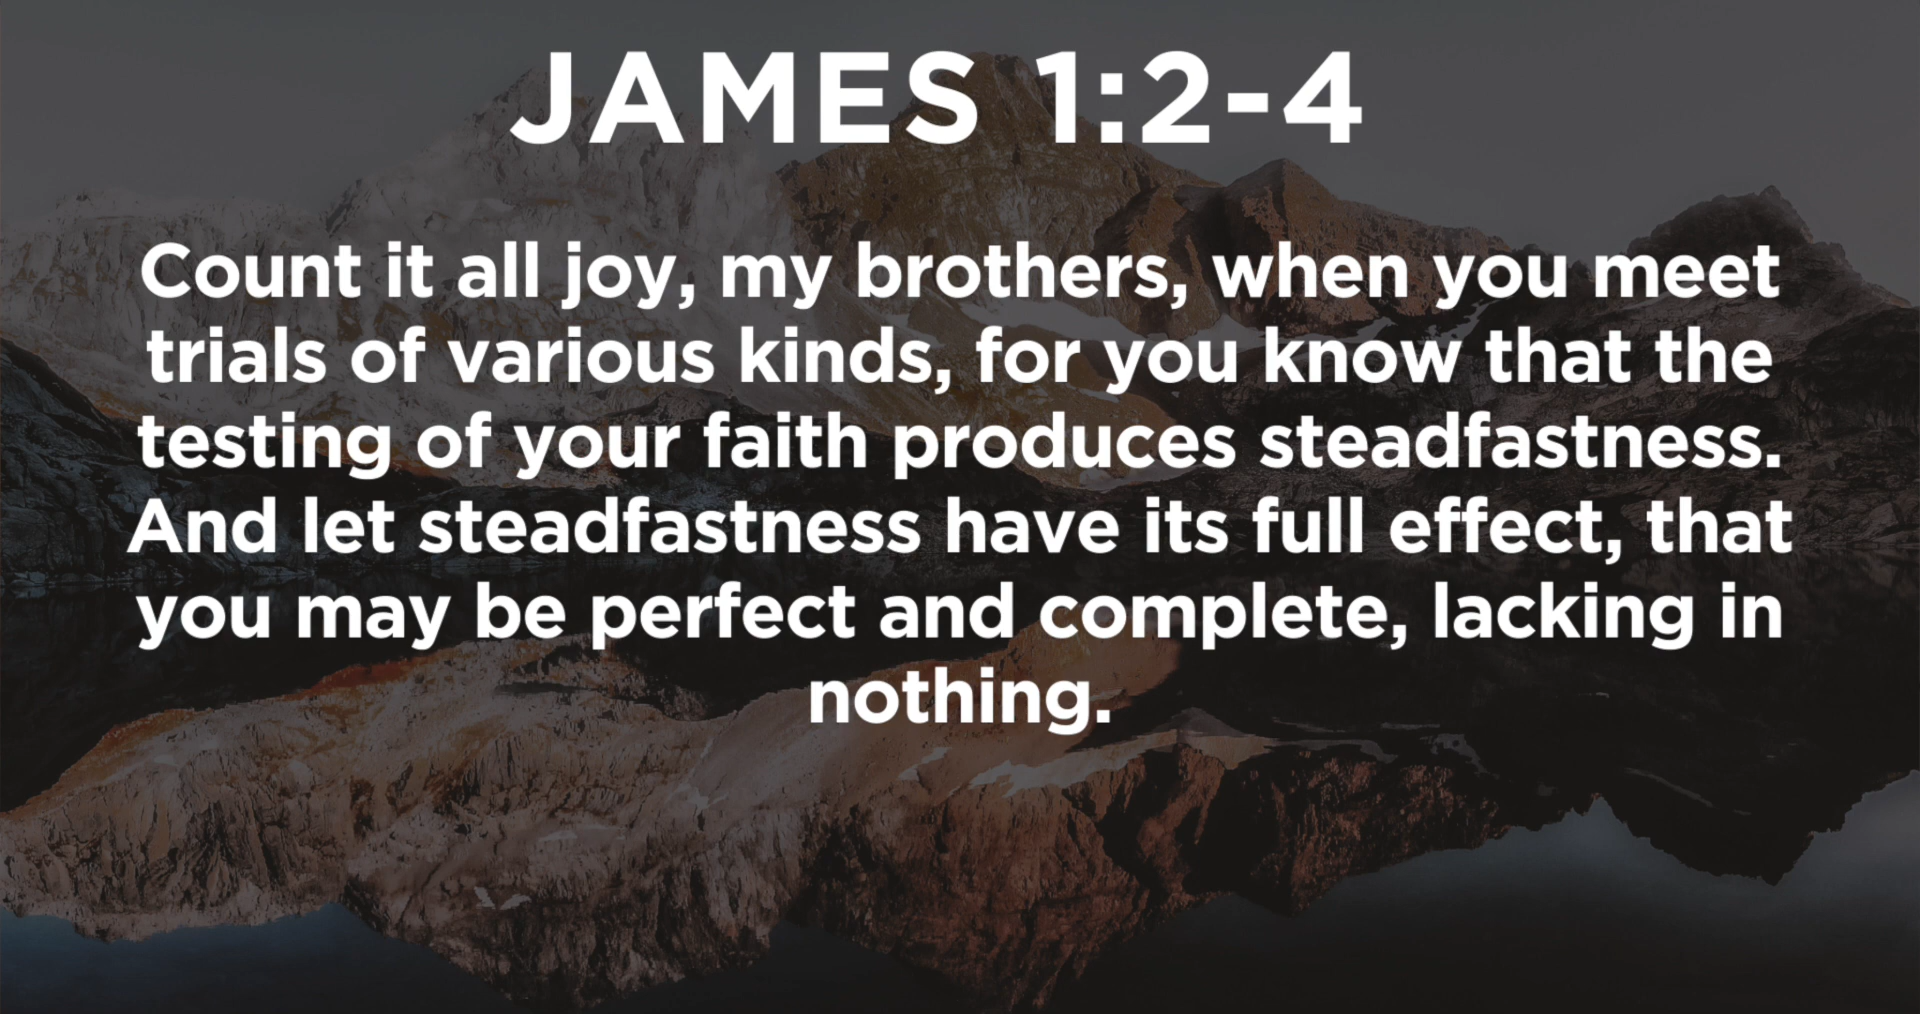 JAMES 1:2-4
Count it all joy, my brothers, when you meet
trials of various kinds, for you know that the
testing of your faith produces steadfastness.
And let steadfastness have its full effect, that
you may be perfect and complete, lacking in
nothing.